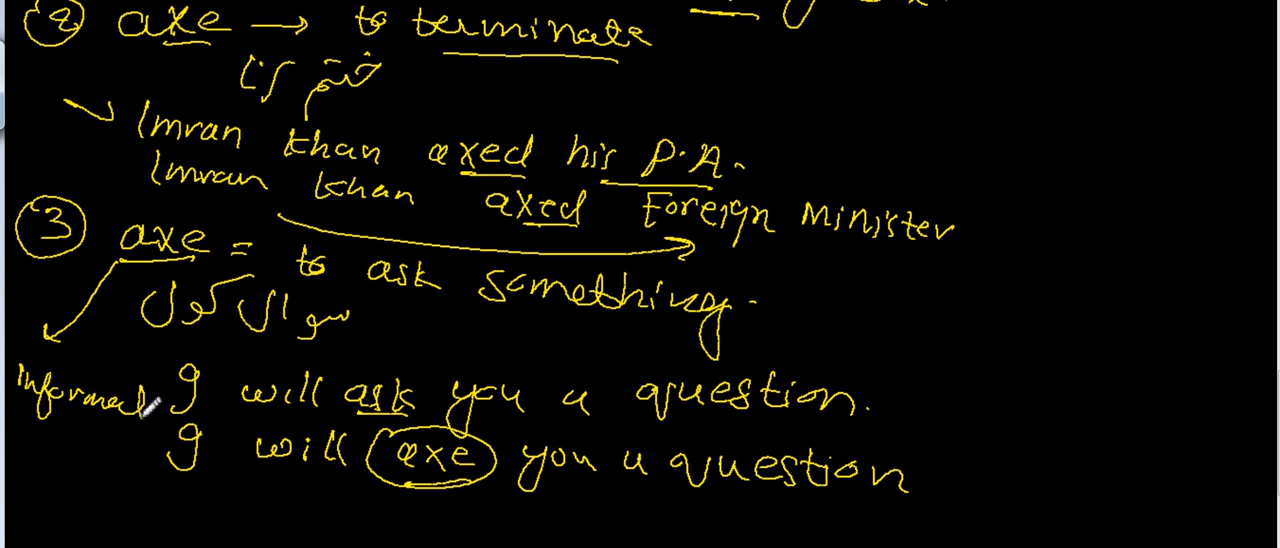 ② axe → to terminate
ختم کرنا
Imran Khan axed his P.A.
Imran Khan axed Foreign Minister
③ axe = to ask something.
سوال کول
Informal
I will ask you a question.
I will axe you a question